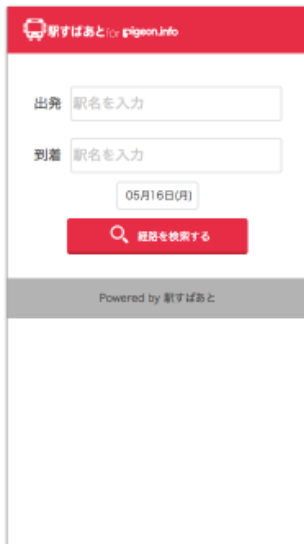 駅すぱあと for pigeon.info
出発 駅名を入力
到着 駅名を入力
05月16日(月)
経路を検索する
Powered by 駅すぱあと